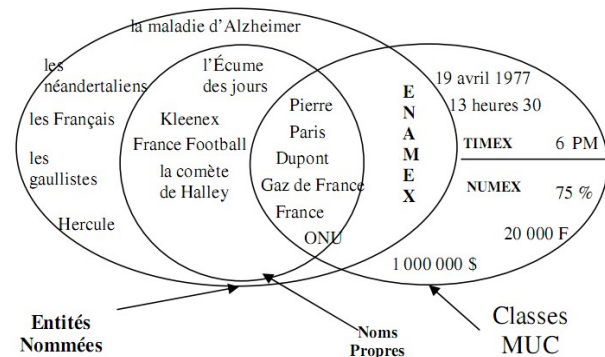 la maladie d'Alzheimer
les
néandertaliens
les Français
les
gaullistes
Hercule
l'Écume
des jours
Kleenex
France Football
la comète
de Halley
Pierre
Paris
Dupont
Gaz de France
France
ONU
E
N
A
M
E
X
19 avril 1977
13 heures 30
TIMEX
6 PM
NUMEX
75 %
20 000 F
1 000 000 $
Entités
Nommées
Noms
Propres
Classes
MUC